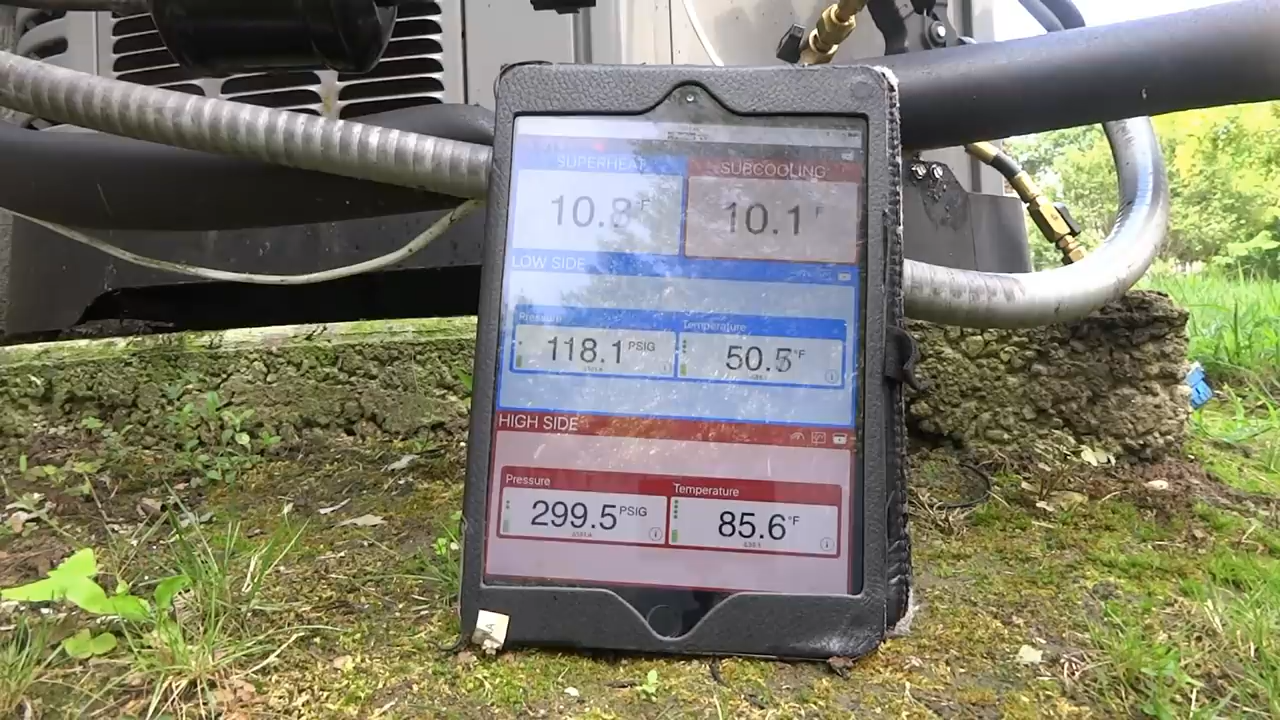 SUPERHEAT
SUBCOOLING
10.8°F
10.1°F
LOW SIDE
Pressure
Temperature
118.1 PSIG
50.5°F
HIGH SIDE
Pressure
Temperature
299.5 PSIG
85.6°F
A